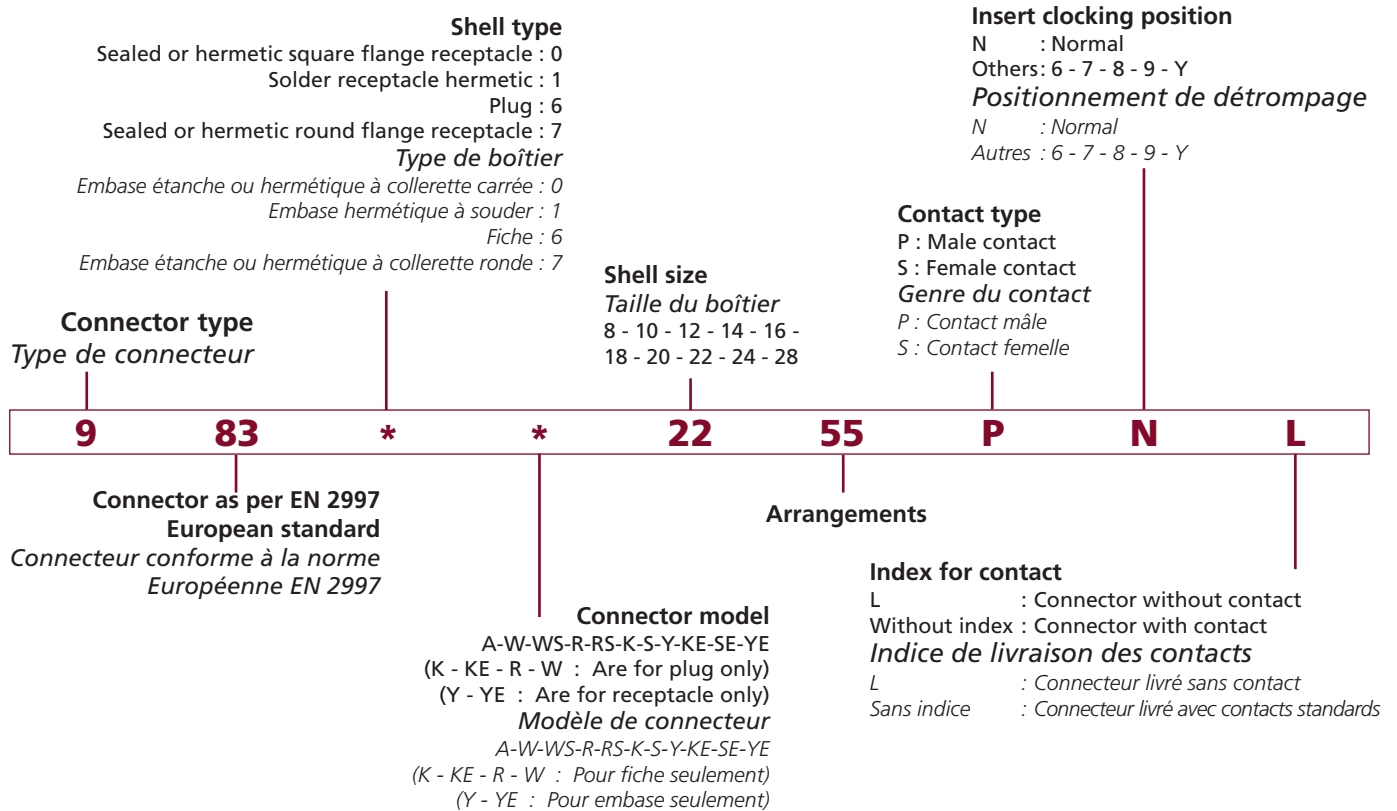 Shell type
Sealed or hermetic square flange receptacle : 0
Solder receptacle hermetic : 1
Plug : 6
Sealed or hermetic round flange receptacle : 7
Type de boîtier
Embase étanche ou hermétique à collerette carrée : 0
Embase hermétique à souder : 1
Fiche : 6
Embase étanche ou hermétique à collerette ronde : 7
Insert clocking position
N : Normal
Others : 6 - 7 - 8 - 9 - Y
Positionnement de détrompage
N : Normal
Autres : 6 - 7 - 8 - 9 - Y
Connector type
Type de connecteur
Shell size
Taille du boîtier
8 - 10 - 12 - 14 - 16 -
18 - 20 - 22 - 24 - 28
Contact type
P : Male contact
S : Female contact
Genre du contact
P : Contact mâle
S : Contact femelle
9 83 * * 22 55 P N L
Connector as per EN 2997
European standard
Connecteur conforme à la norme
Européenne EN 2997
Connector model
A-W-WS-R-RS-K-S-Y-KE-SE-YE
(K - KE - R - W : Are for plug only)
(Y - YE : Are for receptacle only)
Modèle de connecteur
A-W-WS-R-RS-K-S-Y-KE-SE-YE
(K - KE - R - W : Pour fiche seulement)
(Y - YE : Pour embase seulement)
Arrangements
Index for contact
L : Connector without contact
Without index : Connector with contact
Indice de livraison des contacts
L : Connecteur livré sans contact
Sans indice : Connecteur livré avec contacts standards